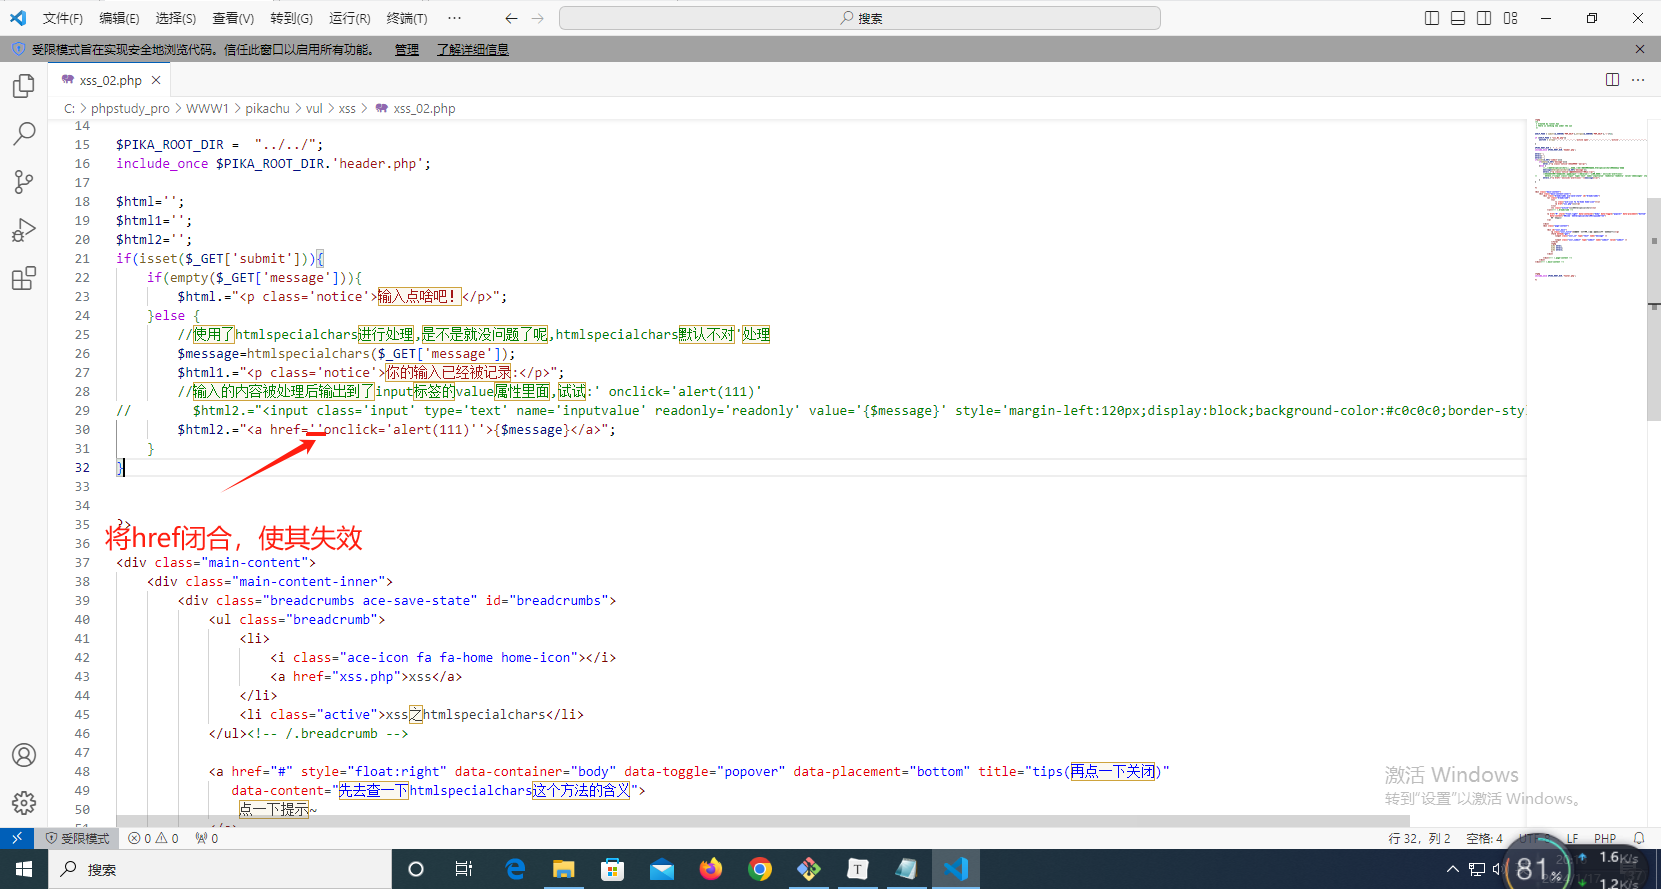 文件(F) 编辑(E) 选择(S) 查看(V) 转到(G) 运行(R) 终端(T) ··· 搜索
受限模式旨在实现安全地浏览代码。信任此窗口以启用所有功能。 管理 了解详细信息
xss_02.php
C: > phpstudy_pro > WWW1 > pikachu > vul > xss > xss_02.php
14
15 $PIKA_ROOT_DIR =  "../../";
16 include_once $PIKA_ROOT_DIR.'header.php';
17
18 $html='';
19 $html1='';
20 $html2='';
21 if(isset($_GET['submit'])){
22     if(empty($_GET['message'])){
23         $html.="<p class='notice'>输入点啥吧！</p>";
24     }else {
25         //使用了htmlspecialchars进行处理,是不是就没问题了呢,htmlspecialchars默认不对'处理
26         $message=htmlspecialchars($_GET['message']);
27         $html1.="<p class='notice'>你的输入已经被记录:</p>";
28         //输入的内容被处理后输出到了input标签的value属性里面,试试:' onclick='alert(111)'
29 //        $html2.="<input class='input' type='text' name='inputvalue' readonly='readonly' value='{$message}' style='margin-left:120px;display:block;background-color:#c0c0c0;border-sty
30         $html2.="<a href=''onclick='alert(111)''>{$message}</a>";
31     }
32 }
33
34
35 ?>
将href闭合，使其失效
36
37 <div class="main-content">
38     <div class="main-content-inner">
39         <div class="breadcrumbs ace-save-state" id="breadcrumbs">
40             <ul class="breadcrumb">
41                 <li>
42                     <i class="ace-icon fa fa-home home-icon"></i>
43                     <a href="xss.php">xss</a>
44                 </li>
45                 <li class="active">xss之htmlspecialchars</li>
46             </ul><!-- /.breadcrumb -->
47
48             <a href="#" style="float:right" data-container="body" data-toggle="popover" data-placement="bottom" title="tips(再点一下关闭)"
49                data-content="先去查一下htmlspecialchars这个方法的含义">
50                 点一下提示~
激活 Windows
转到“设置”以激活 Windows。
受限模式 0 0 0 行 32，列 2 空格: 4 UTF-8 LF PHP
搜索 81% 1.6K/s
1.2K/s